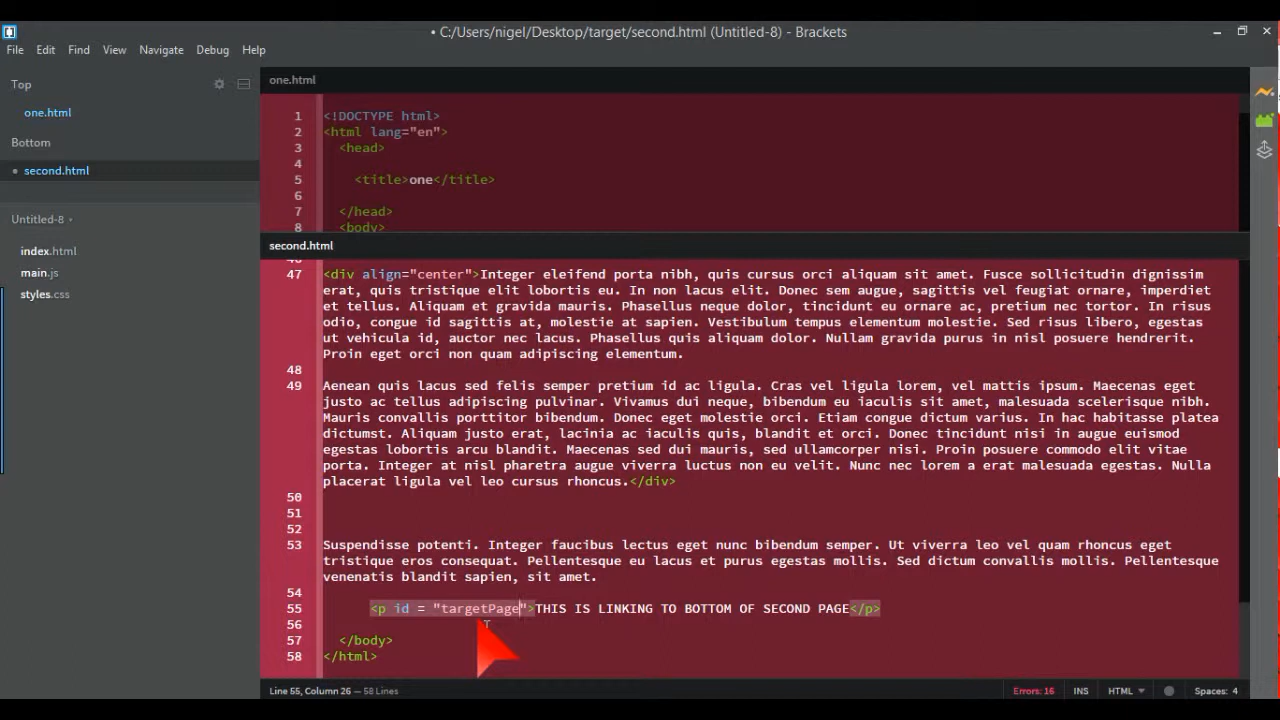 C:/Users/nigel/Desktop/target/second.html (Untitled-8) - Brackets
File Edit Find View Navigate Debug Help
Top
one.html
Bottom
second.html
Untitled-8
index.html
main.js
styles.css
one.html
1 <!DOCTYPE html>
2 <html lang="en">
3 <head>
4
5 <title>one</title>
6
7 </head>
8 <body>
second.html
47 <div align="center">Integer eleifend porta nibh, quis cursus orci aliquam sit amet. Fusce sollicitudin dignissim
erat, quis tristique elit lobortis eu. In non lacus elit. Donec sem augue, sagittis vel feugiat ornare, imperdiet
et tellus. Aliquam et gravida mauris. Phasellus neque dolor, tincidunt eu ornare ac, pretium nec tortor. In risus
odio, congue id sagittis at, molestie at sapien. Vestibulum tempus elementum molestie. Sed risus libero, egestas
ut vehicula id, auctor nec lacus. Phasellus quis aliquam dolor. Nullam gravida purus in nisl posuere hendrerit.
Proin eget orci non quam adipiscing elementum.
48
49 Aenean quis lacus sed felis semper pretium id ac ligula. Cras vel ligula lorem, vel mattis ipsum. Maecenas eget
justo ac tellus adipiscing pulvinar. Vivamus dui neque, bibendum eu iaculis sit amet, malesuada scelerisque nibh.
Mauris convallis porttitor bibendum. Donec eget molestie orci. Etiam congue dictum varius. In hac habitasse platea
dictumst. Aliquam justo erat, lacinia ac iaculis quis, blandit et orci. Donec tincidunt nisi in augue euismod
egestas lobortis arcu blandit. Maecenas sed dui mauris, sed ullamcorper nisi. Proin posuere commodo elit vitae
porta. Integer at nisl pharetra augue viverra luctus non eu velit. Nunc nec lorem a erat malesuada egestas. Nulla
placerat ligula vel leo cursus rhoncus.</div>
50
51
52
53 Suspendisse potenti. Integer faucibus lectus eget nunc bibendum semper. Ut viverra leo vel quam rhoncus eget
tristique eros consequat. Pellentesque eu lacus et purus egestas mollis. Sed dictum convallis mollis. Pellentesque
venenatis blandit sapien, sit amet.
54
55 <p id = "targetPage">THIS IS LINKING TO BOTTOM OF SECOND PAGE</p>
56
57 </body>
58 </html>
Line 55, Column 26 — 58 Lines
Errors: 16 INS HTML Spaces: 4